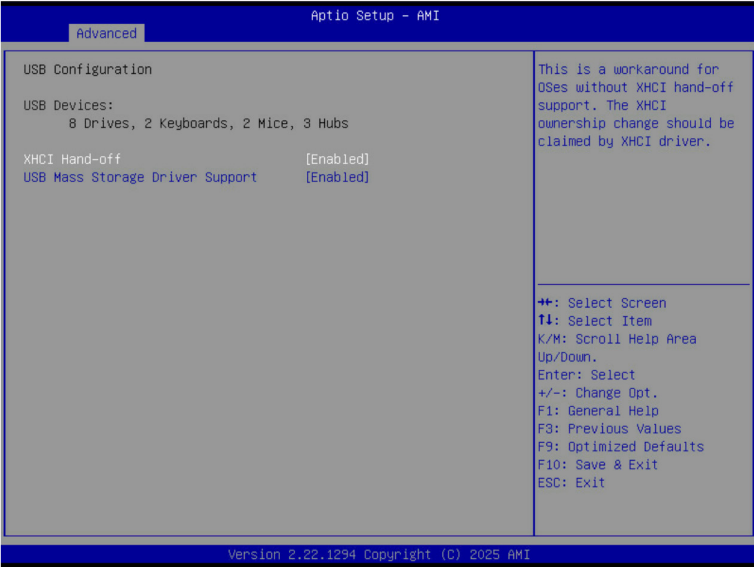 Aptio Setup – AMI
Advanced
USB Configuration
USB Devices:
8 Drives, 2 Keyboards, 2 Mice, 3 Hubs
XHCI Hand-off [Enabled]
USB Mass Storage Driver Support [Enabled]
This is a workaround for
OSes without XHCI hand-off
support. The XHCI
ownership change should be
claimed by XHCI driver.
→←: Select Screen
↑↓: Select Item
K/M: Scroll Help Area
Up/Down.
Enter: Select
+/-: Change Opt.
F1: General Help
F3: Previous Values
F9: Optimized Defaults
F10: Save & Exit
ESC: Exit
Version 2.22.1294 Copyright (C) 2025 AMI